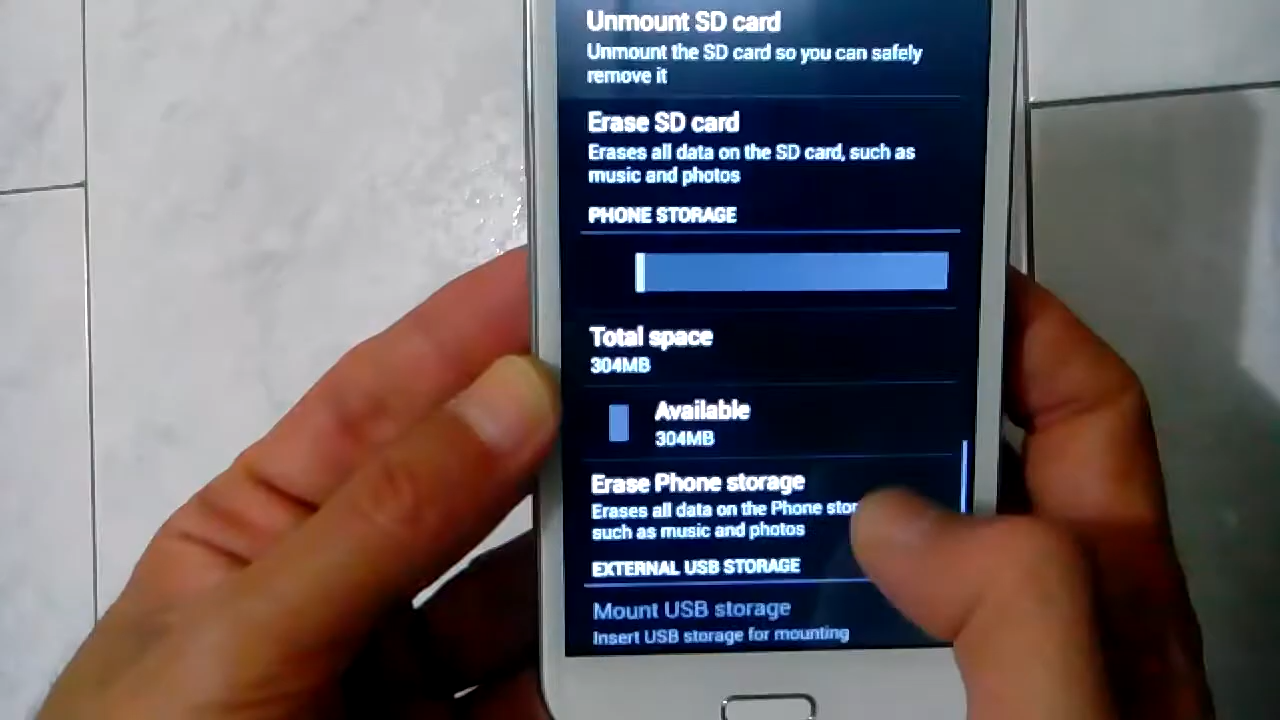 Unmount SD card
Unmount the SD card so you can safely
remove it
Erase SD card
Erases all data on the SD card, such as
music and photos
PHONE STORAGE
Total space
304MB
Available
304MB
Erase Phone storage
Erases all data on the Phone
such as music and photos
EXTERNAL USB STORAGE
Mount USB storage
Insert USB storage for mounting